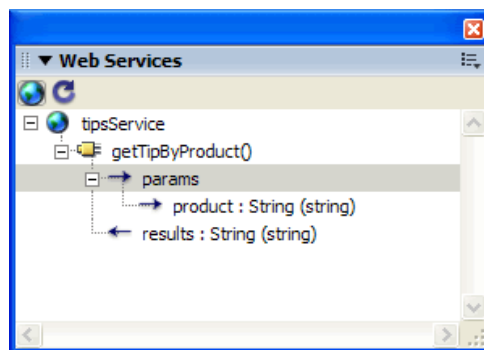 Web Services
tipsService
getTipByProduct()
params
product : String (string)
results : String (string)